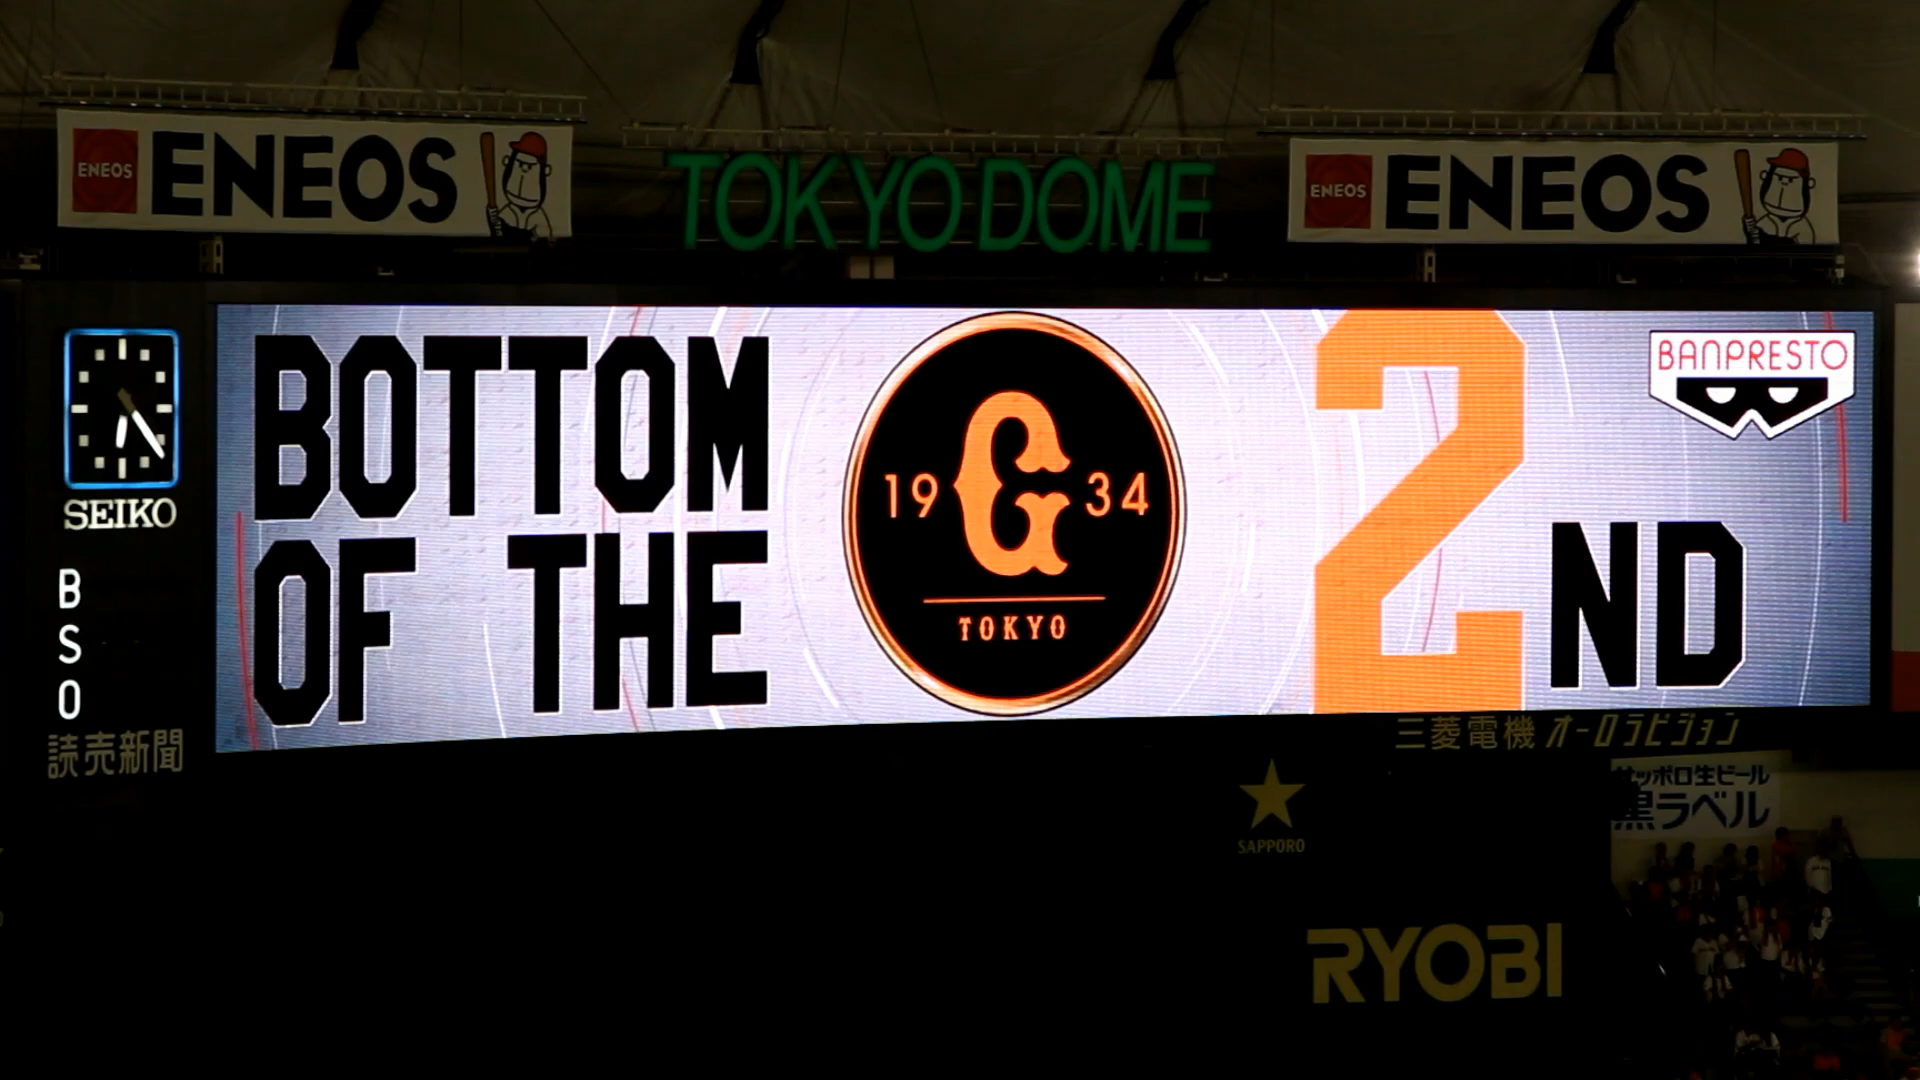 ENEOS ENEOS
TOKYO DOME
ENEOS ENEOS
BOTTOM
OF THE
19 G 34
TOKYO
2ND
BANPRESTO
SEIKO
B
S
O
読売新聞
三菱電機 オーロラビジョン
サッポロ生ビール
黒ラベル
SAPPORO
RYOBI